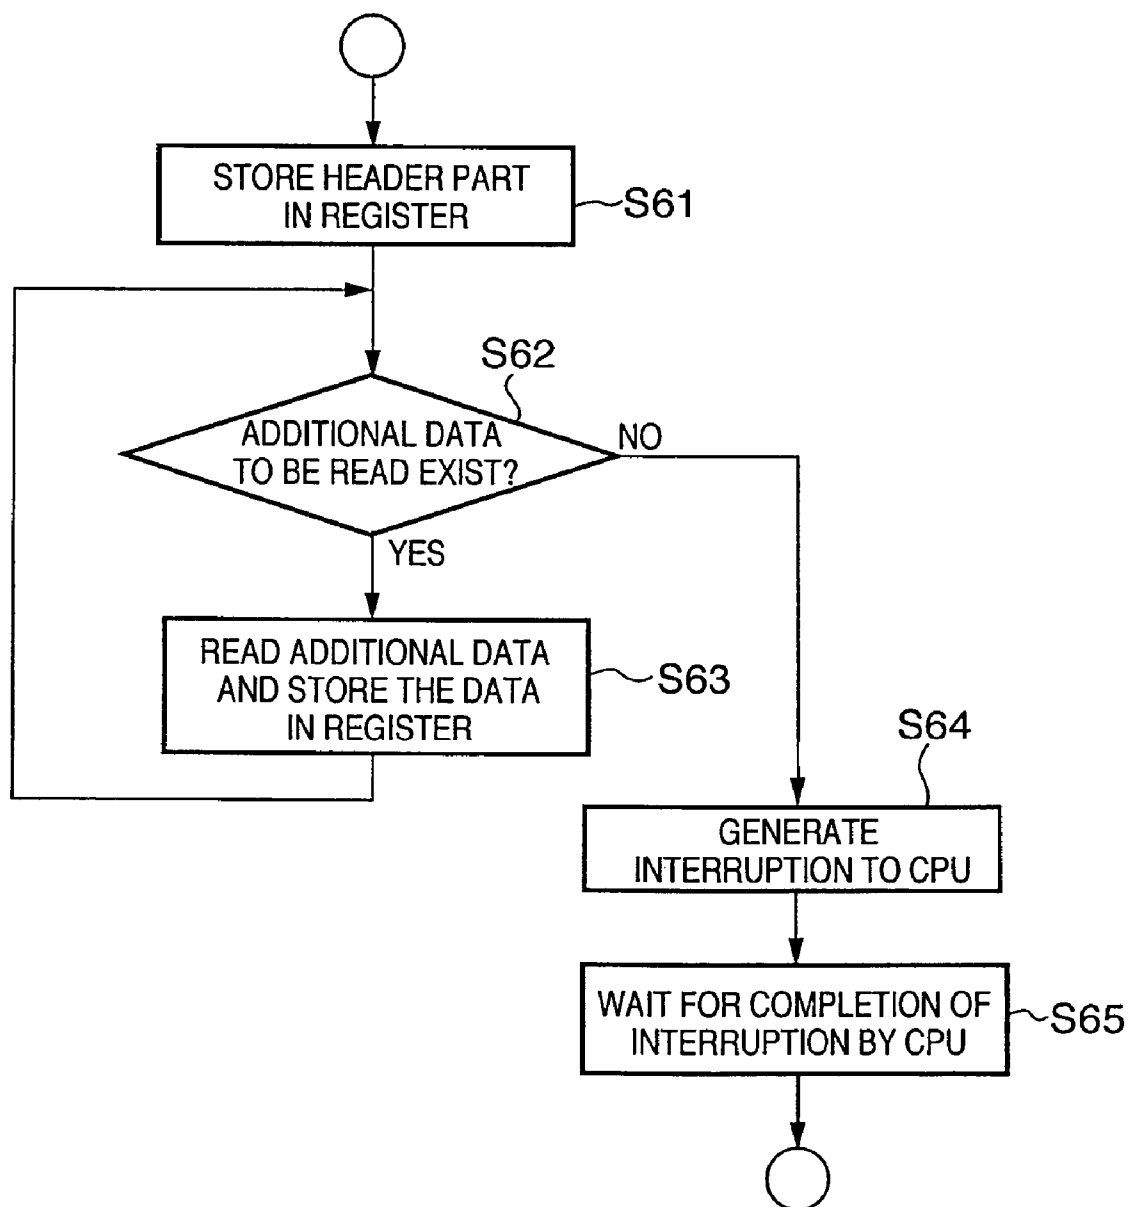 STORE HEADER PART
IN REGISTER
S61
S62
ADDITIONAL DATA
TO BE READ EXIST?
NO
YES
READ ADDITIONAL DATA
AND STORE THE DATA
IN REGISTER
S63
S64
GENERATE
INTERRUPTION TO CPU
WAIT FOR COMPLETION OF
INTERRUPTION BY CPU
S65